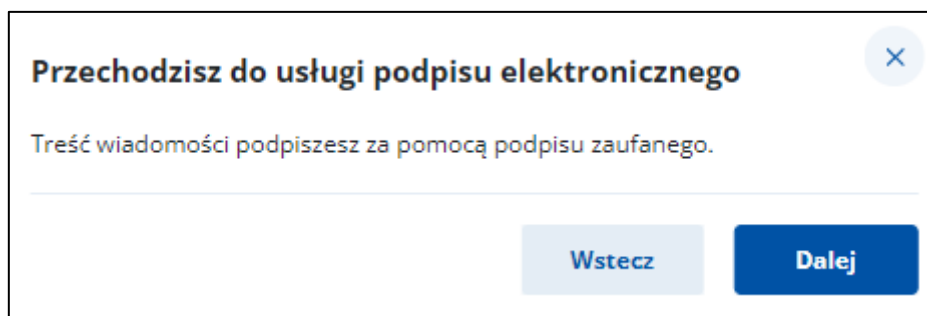 Przechodzisz do usługi podpisu elektronicznego
Treść wiadomości podpiszesz za pomocą podpisu zaufanego.
Wstecz
Dalej